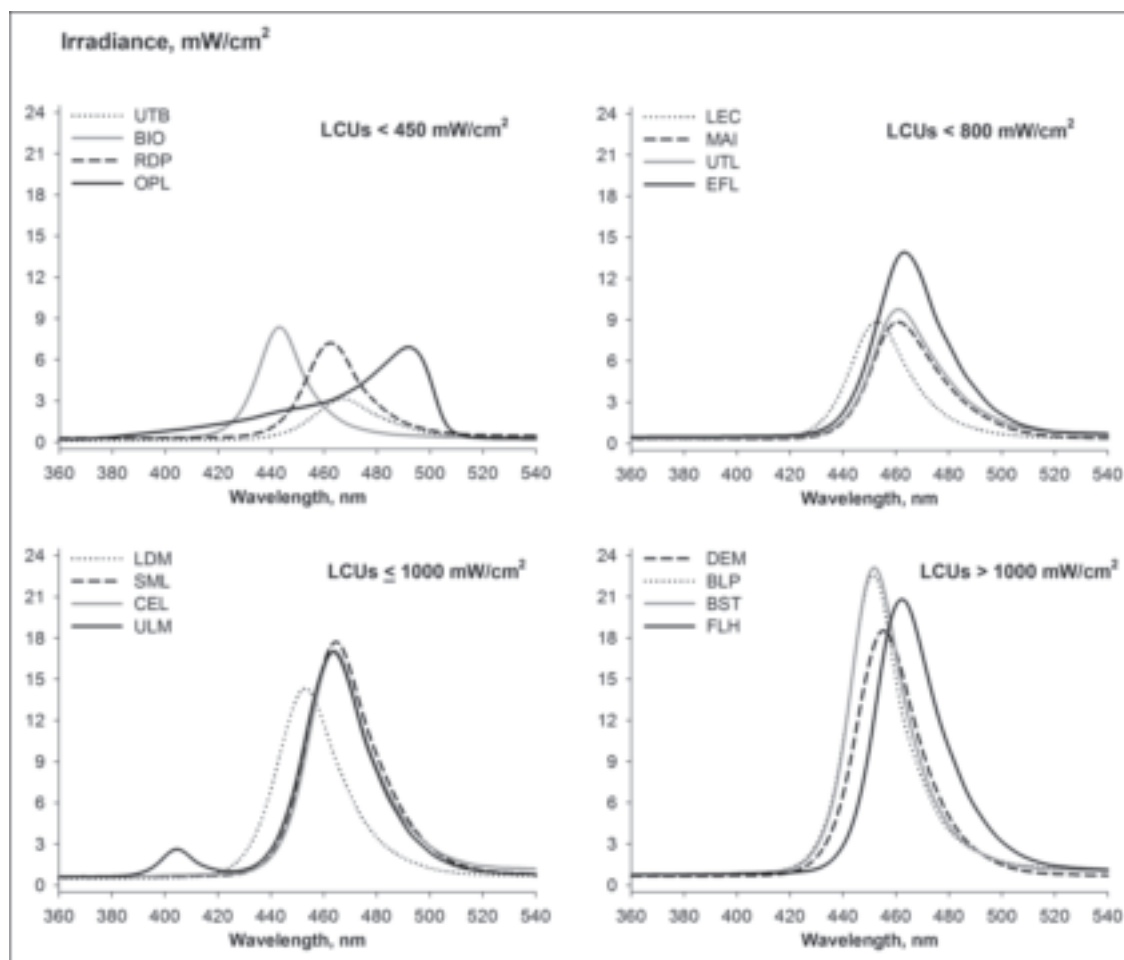 Irradiance, mW/cm²
24
21
18
15
12
9
6
3
0
UTB
BIO
RDP
OPL
LCUs < 450 mW/cm²
360 380 400 420 440 460 480 500 520 540
Wavelength, nm
24
21
18
15
12
9
6
3
0
LEC
MAI
UTL
EFL
LCUs < 800 mW/cm²
360 380 400 420 440 460 480 500 520 540
Wavelength, nm
24
21
18
15
12
9
6
3
0
LDM
SML
CEL
ULM
LCUs ≤ 1000 mW/cm²
360 380 400 420 440 460 480 500 520 540
Wavelength, nm
24
21
18
15
12
9
6
3
0
DEM
BLP
BST
FLH
LCUs > 1000 mW/cm²
360 380 400 420 440 460 480 500 520 540
Wavelength, nm